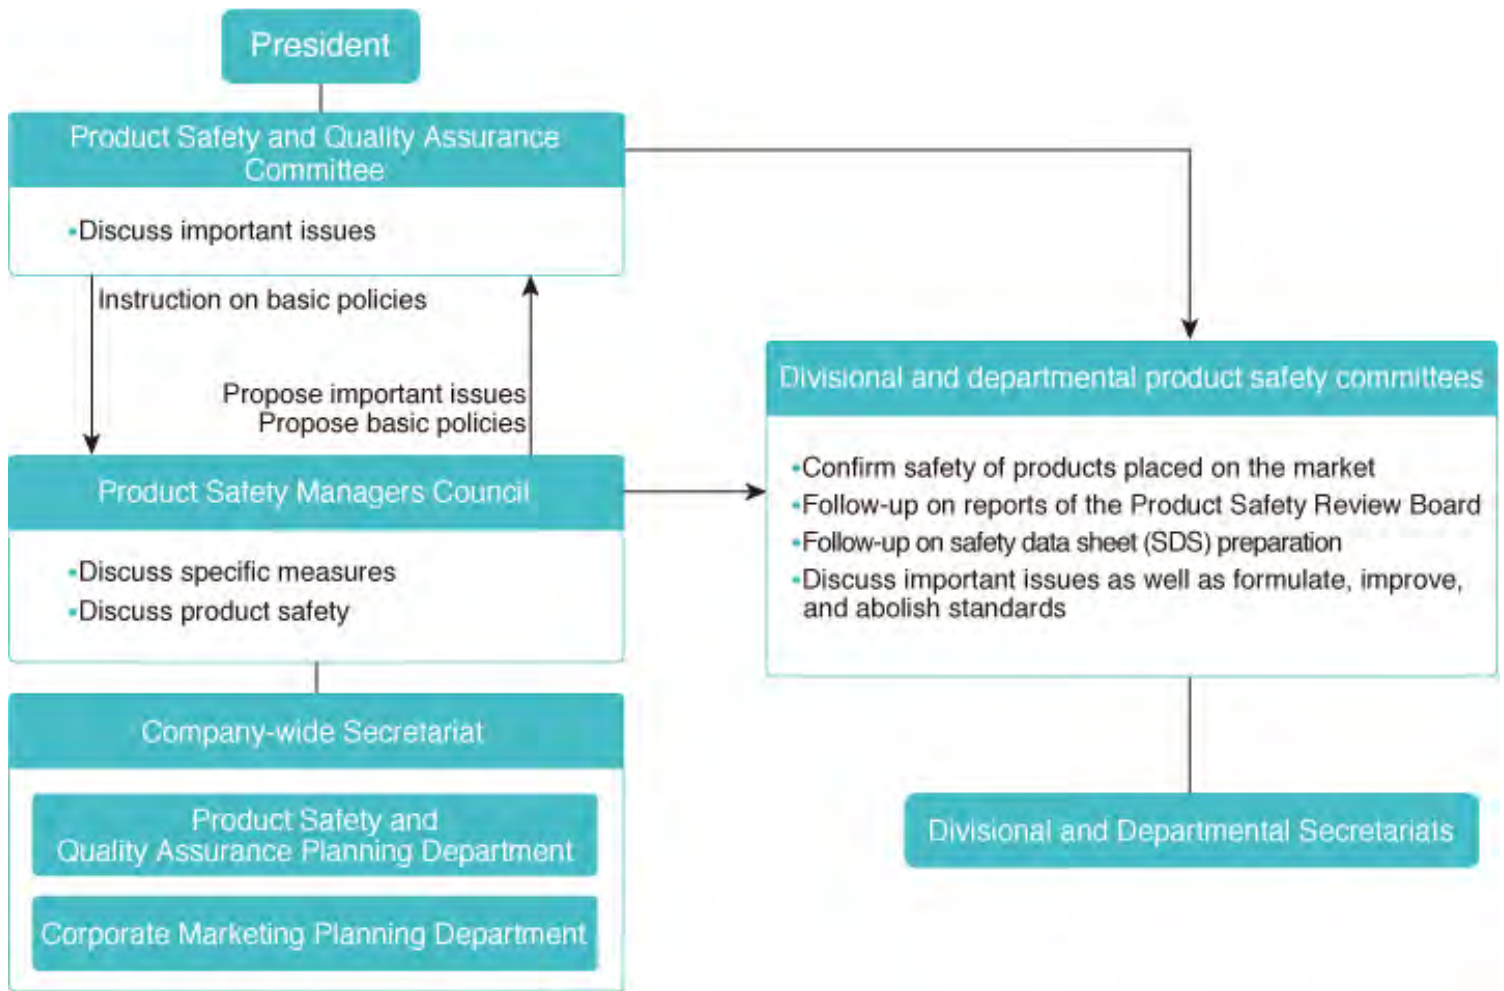 President
Product Safety and Quality Assurance
Committee
•Discuss important issues
Instruction on basic policies
Propose important issues
Propose basic policies
Product Safety Managers Council
•Discuss specific measures
•Discuss product safety
Company-wide Secretariat
Product Safety and
Quality Assurance Planning Department
Corporate Marketing Planning Department
Divisional and departmental product safety committees
•Confirm safety of products placed on the market
•Follow-up on reports of the Product Safety Review Board
•Follow-up on safety data sheet (SDS) preparation
•Discuss important issues as well as formulate, improve,
and abolish standards
Divisional and Departmental Secretariats